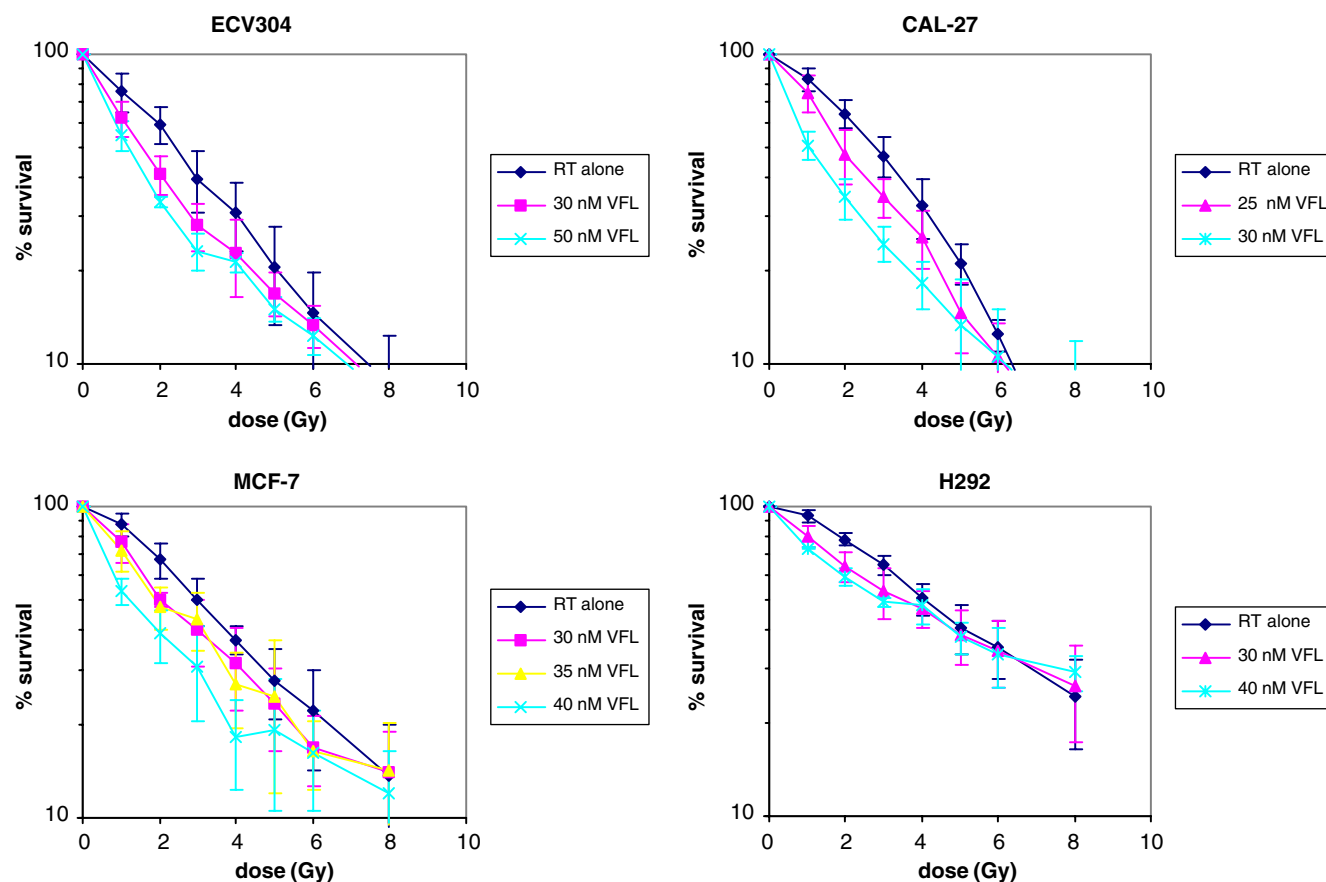 ECV304
100
% survival
10
0 2 4 6 8 10
dose (Gy)
RT alone
30 nM VFL
50 nM VFL
CAL-27
100
% survival
10
0 2 4 6 8 10
dose (Gy)
RT alone
25 nM VFL
30 nM VFL
MCF-7
100
% survival
10
0 2 4 6 8 10
dose (Gy)
RT alone
30 nM VFL
35 nM VFL
40 nM VFL
H292
100
% survival
10
0 2 4 6 8 10
dose (Gy)
RT alone
30 nM VFL
40 nM VFL